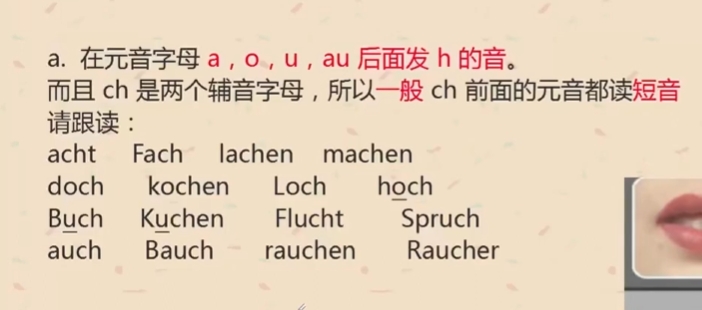 a. 在元音字母 a，o，u，au 后面发 h 的音。
而且 ch 是两个辅音字母，所以一般 ch 前面的元音都读短音
请跟读：
acht Fach lachen machen
doch kochen Loch hoch
Buch Kuchen Flucht Spruch
auch Bauch rauchen Raucher